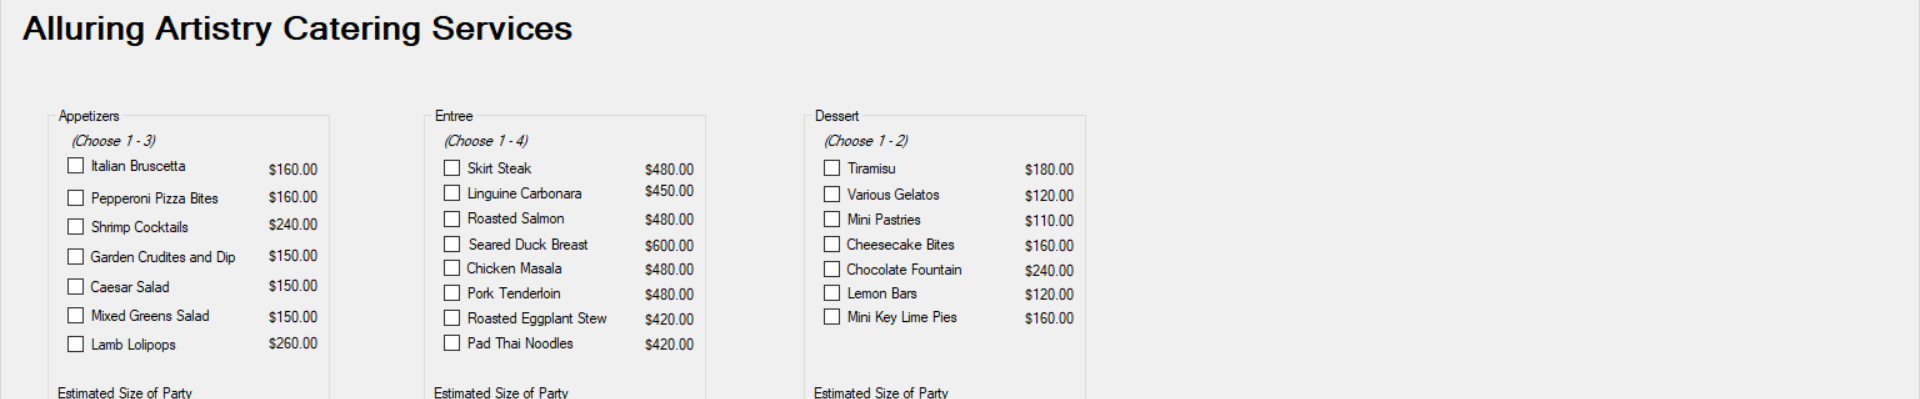 Alluring Artistry Catering Services
Appetizers
(Choose 1 - 3)
Italian Bruscetta $160.00
Pepperoni Pizza Bites $160.00
Shrimp Cocktails $240.00
Garden Crudites and Dip $150.00
Caesar Salad $150.00
Mixed Greens Salad $150.00
Lamb Lolipops $260.00
Estimated Size of Party
Entree
(Choose 1 - 4)
Skirt Steak $480.00
Linguine Carbonara $450.00
Roasted Salmon $480.00
Seared Duck Breast $600.00
Chicken Masala $480.00
Pork Tenderloin $480.00
Roasted Eggplant Stew $420.00
Pad Thai Noodles $420.00
Estimated Size of Party
Dessert
(Choose 1 - 2)
Tiramisu $180.00
Various Gelatos $120.00
Mini Pastries $110.00
Cheesecake Bites $160.00
Chocolate Fountain $240.00
Lemon Bars $120.00
Mini Key Lime Pies $160.00
Estimated Size of Party